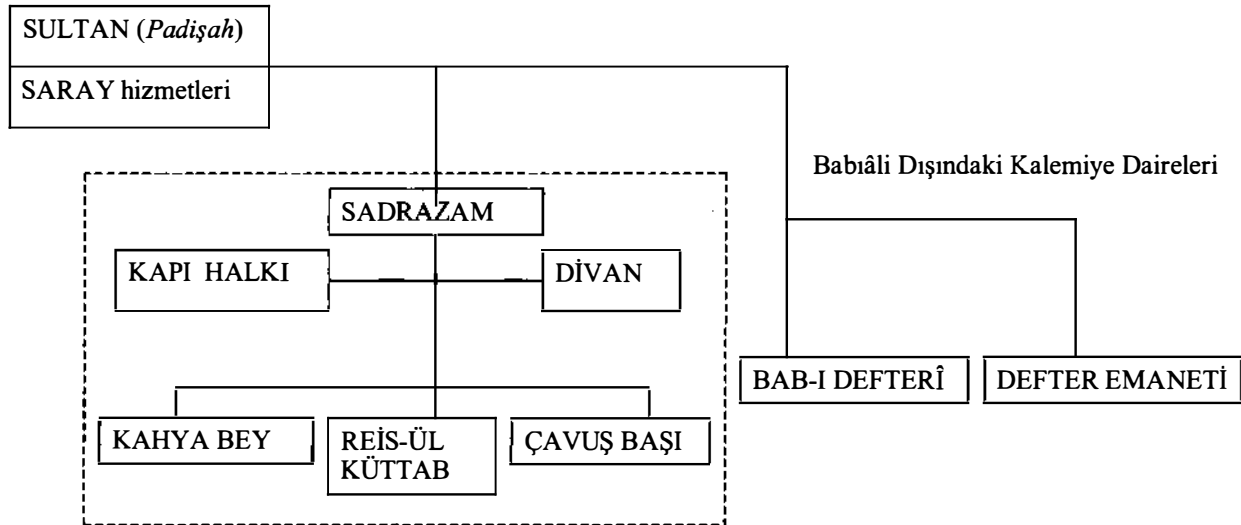 SULTAN (Padişah)
SARAY hizmetleri
Babıâli Dışındaki Kalemiye Daireleri
SADRAZAM
KAPI HALKI
DİVAN
BAB-I DEFTERÎ
DEFTER EMANETİ
KAHYA BEY
REİS-ÜL
KÜTTAB
ÇAVUŞ BAŞI